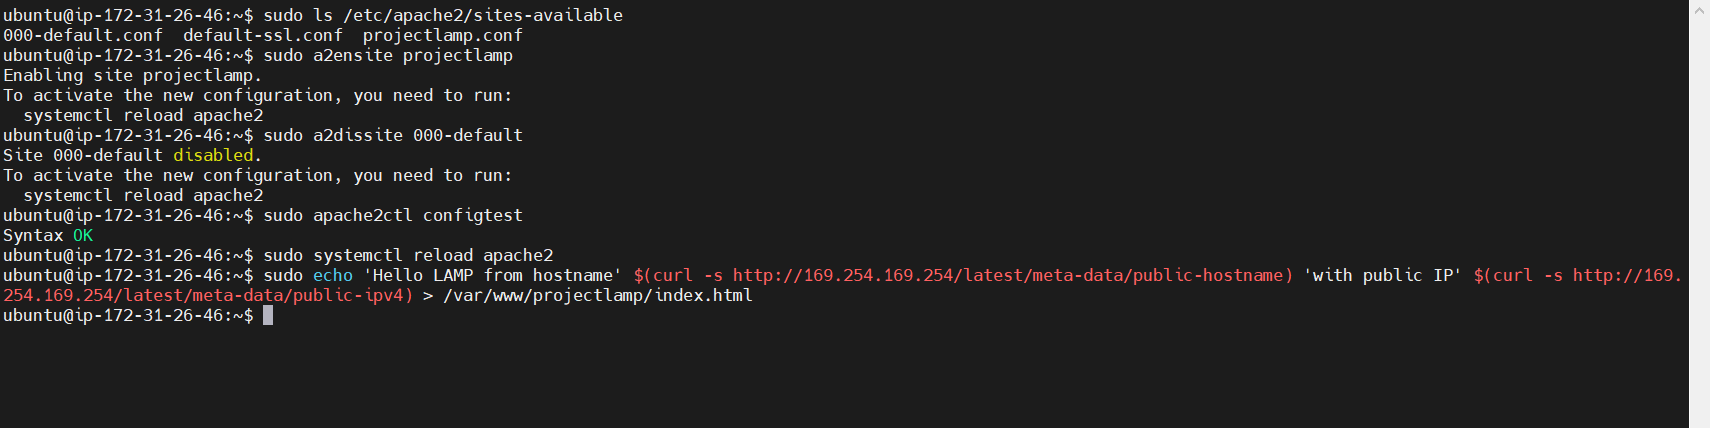 ubuntu@ip-172-31-26-46:~$ sudo ls /etc/apache2/sites-available
000-default.conf  default-ssl.conf  projectlamp.conf
ubuntu@ip-172-31-26-46:~$ sudo a2ensite projectlamp
Enabling site projectlamp.
To activate the new configuration, you need to run:
  systemctl reload apache2
ubuntu@ip-172-31-26-46:~$ sudo a2dissite 000-default
Site 000-default disabled.
To activate the new configuration, you need to run:
  systemctl reload apache2
ubuntu@ip-172-31-26-46:~$ sudo apache2ctl configtest
Syntax OK
ubuntu@ip-172-31-26-46:~$ sudo systemctl reload apache2
ubuntu@ip-172-31-26-46:~$ sudo echo 'Hello LAMP from hostname' $(curl -s http://169.254.169.254/latest/meta-data/public-hostname) 'with public IP' $(curl -s http://169.
254.169.254/latest/meta-data/public-ipv4) > /var/www/projectlamp/index.html
ubuntu@ip-172-31-26-46:~$